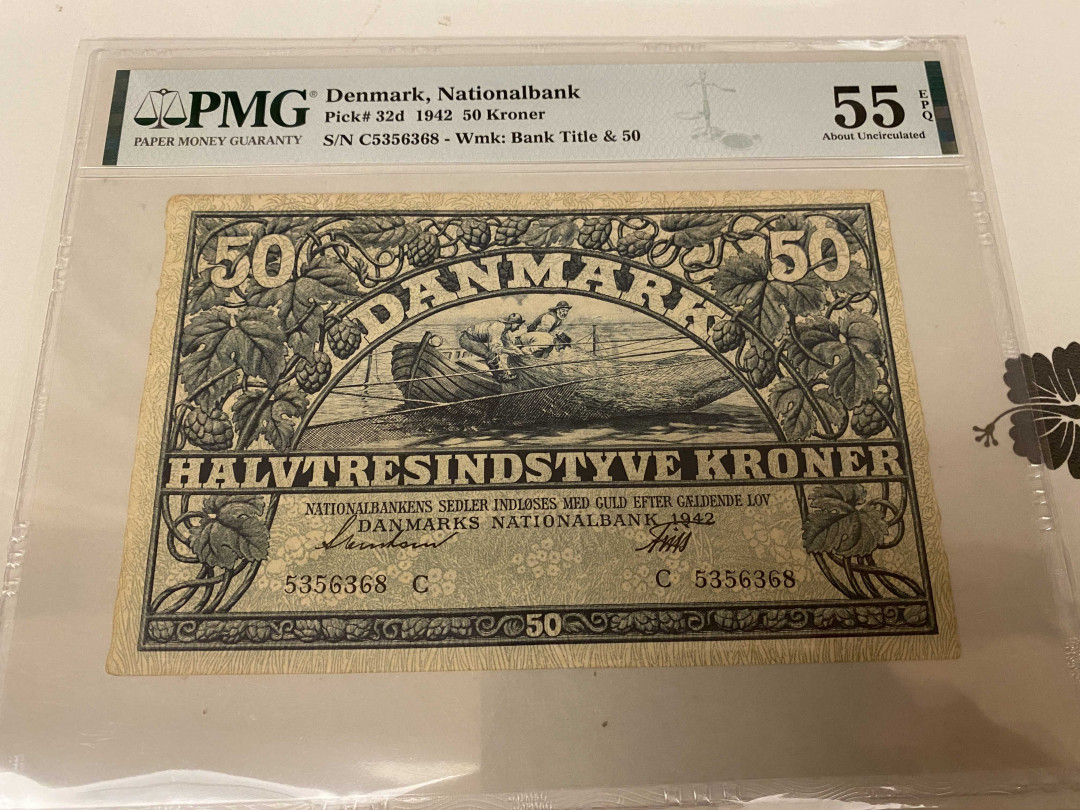 PMG®
PAPER MONEY GUARANTY
Denmark, Nationalbank
Pick# 32d 1942 50 Kroner
S/N C5356368 - Wmk: Bank Title & 50
55 EPQ
About Uncirculated
50 50
DANMARK
HALVTRESINDSTYVE KRONER
NATIONALBANKENS SEDLER INDLØSES MED GULD EFTER GÆLDENDE LOV
DANMARKS NATIONALBANK 1942
5356368 C C 5356368
50